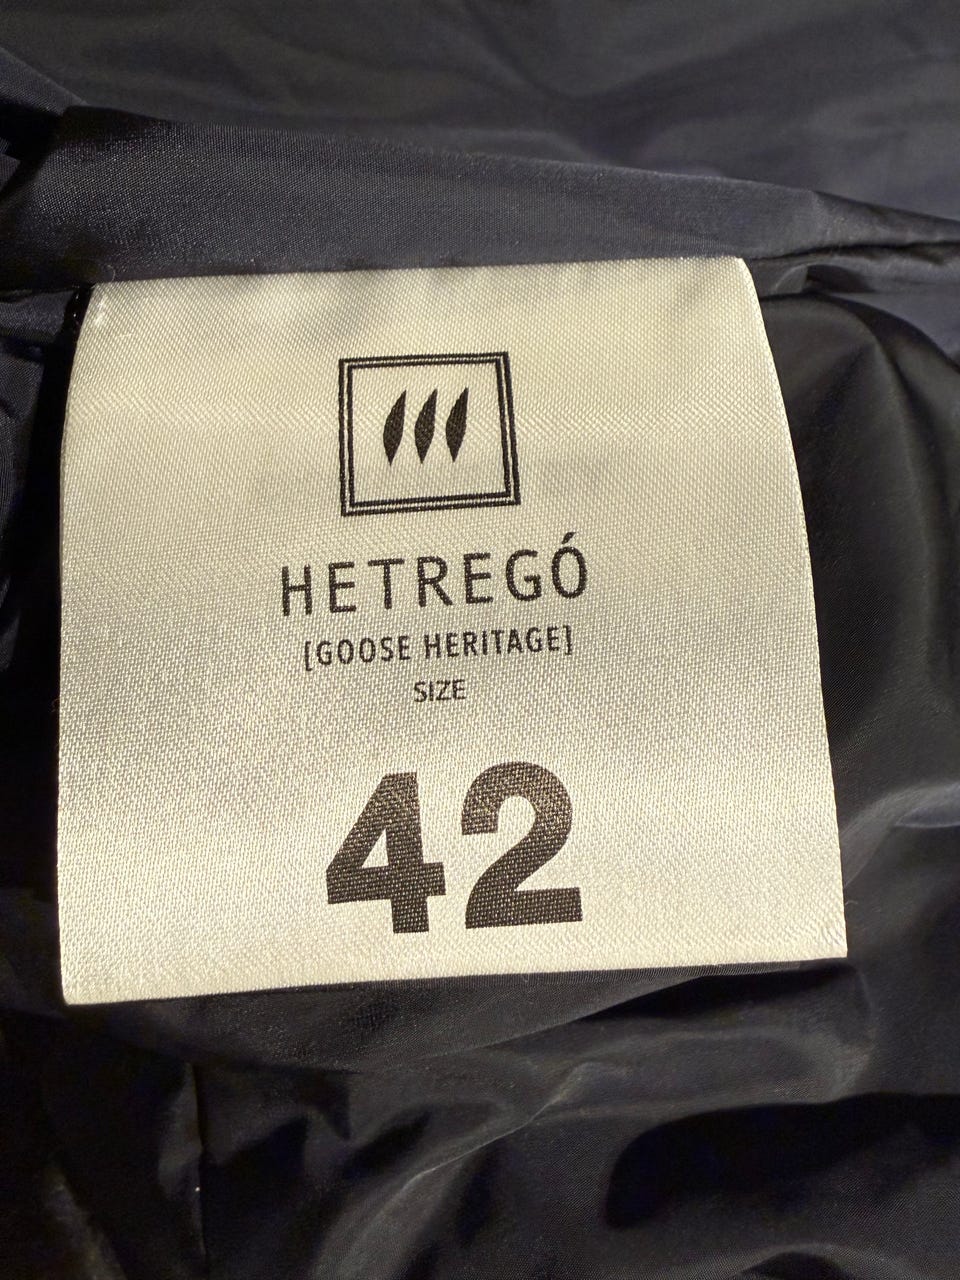 HETREGÓ
[GOOSE HERITAGE]
SIZE
42